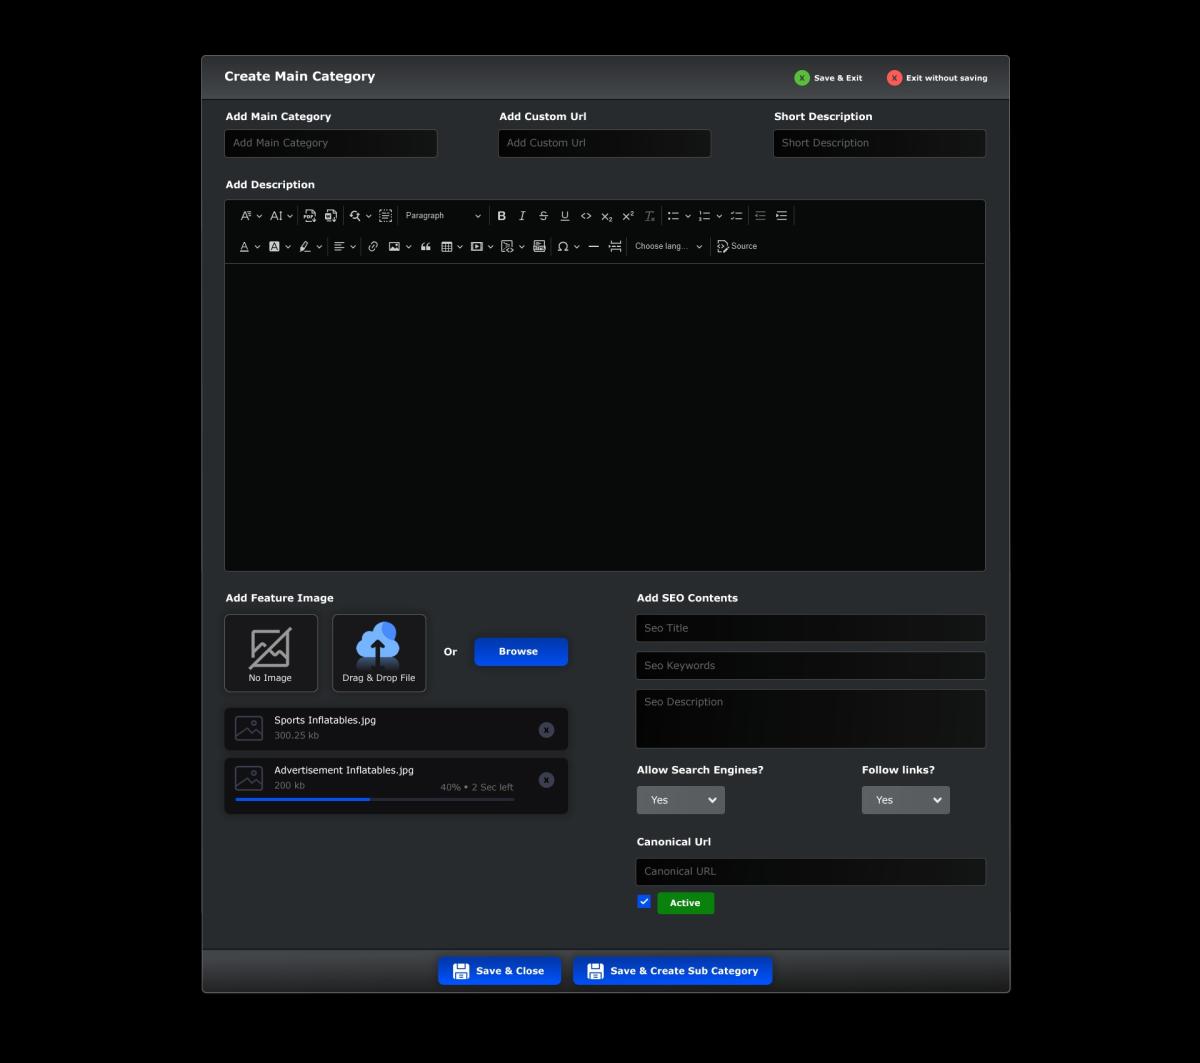 Create Main Category
X Save & Exit
X Exit without saving
Add Main Category
Add Custom Url
Short Description
Add Main Category
Add Custom Url
Short Description
Add Description
Paragraph
Choose lang...
Source
Add Feature Image
No Image
Drag & Drop File
Or
Browse
Sports Inflatables.jpg
300.25 kb
X
Advertisement Inflatables.jpg
200 kb
40% • 2 Sec left
X
Add SEO Contents
Seo Title
Seo Keywords
Seo Description
Allow Search Engines?
Follow links?
Yes
Yes
Canonical Url
Canonical URL
Active
Save & Close
Save & Create Sub Category